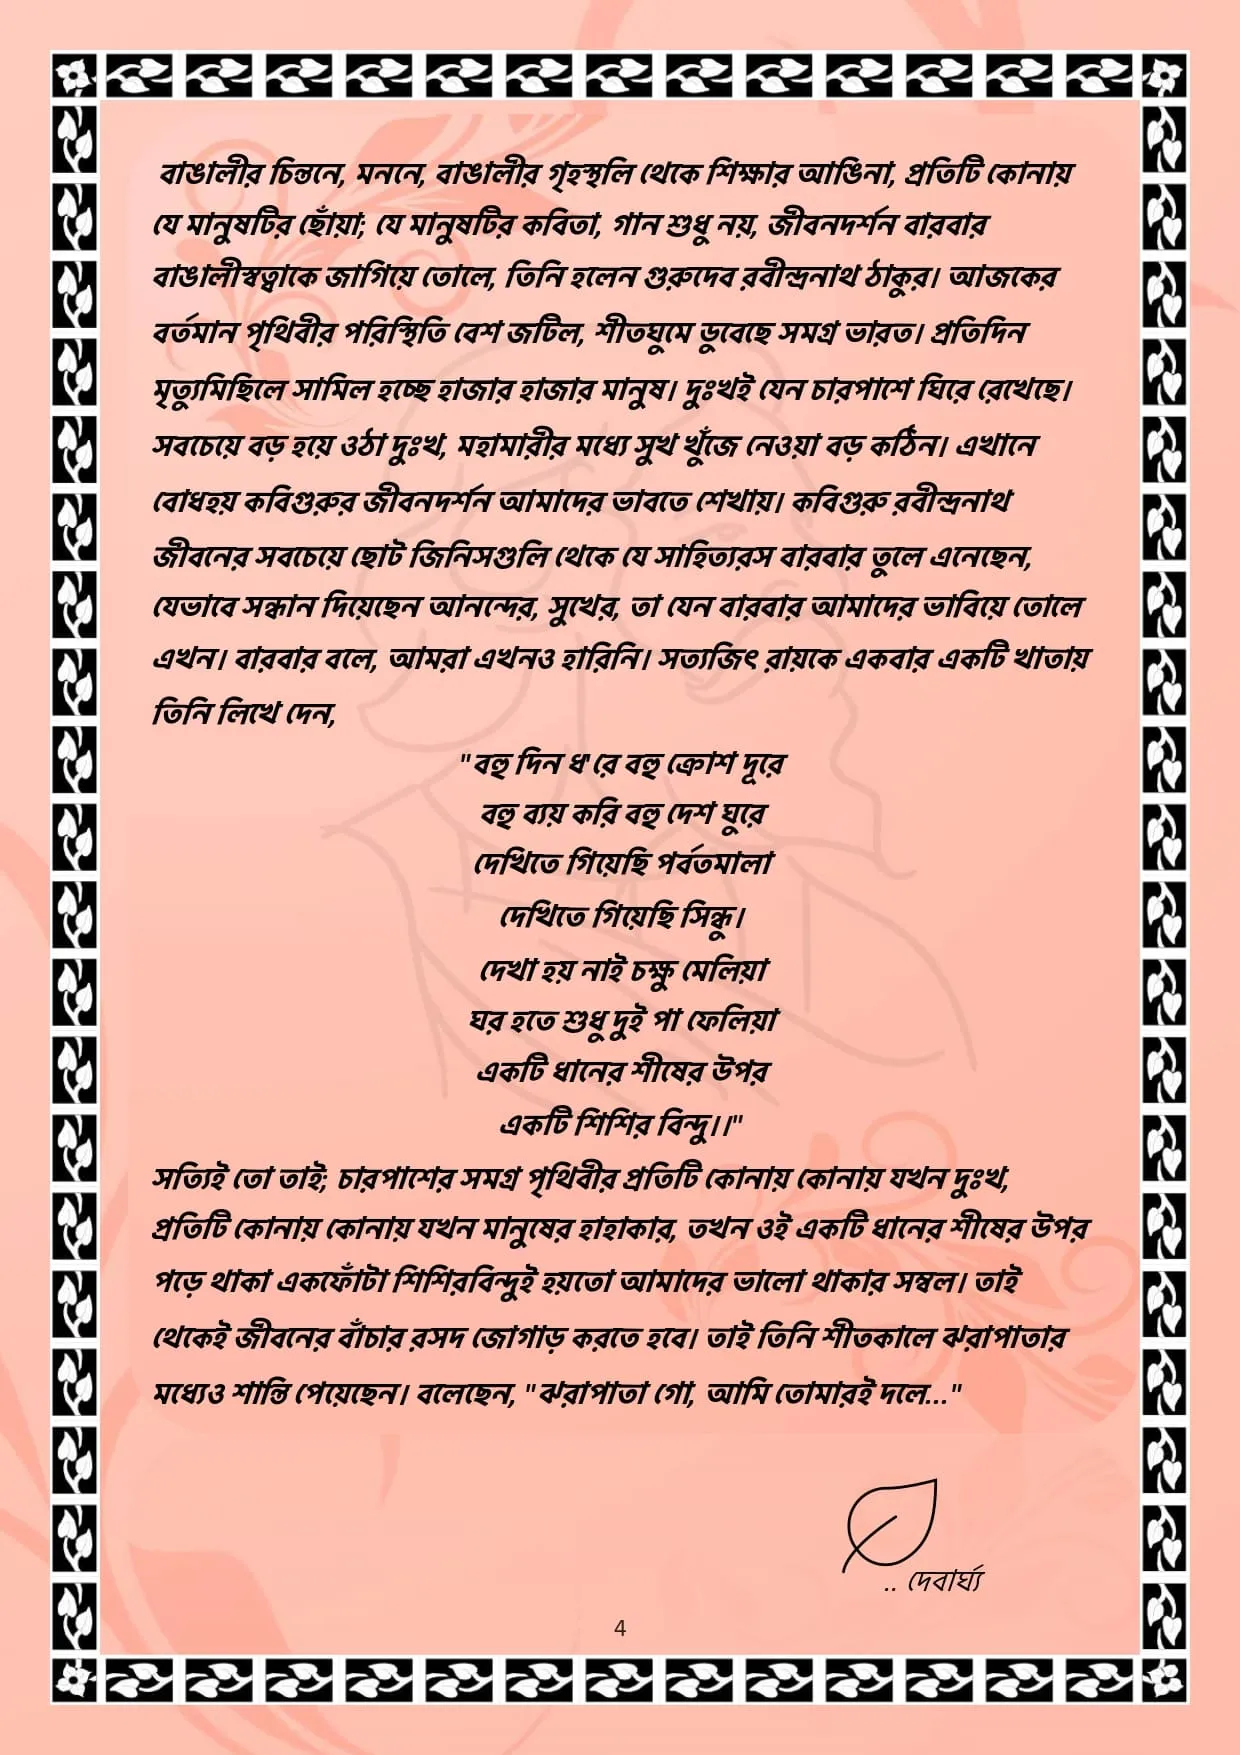 বাঙালীর চিন্তনে, মননে, বাঙালীর গৃহস্থলি থেকে শিক্ষার আঙিনা, প্রতিটি কোনায়
যে মানুষটির ছোঁয়া; যে মানুষটির কবিতা, গান শুধু নয়, জীবনদর্শন বারবার
বাঙালীস্বত্বাকে জাগিয়ে তোলে, তিনি হলেন গুরুদেব রবীন্দ্রনাথ ঠাকুর। আজকের
বর্তমান পৃথিবীর পরিস্থিতি বেশ জটিল, শীতঘুমে ডুবেছে সমগ্র ভারত। প্রতিদিন
মৃত্যুমিছিলে সামিল হচ্ছে হাজার হাজার মানুষ। দুঃখই যেন চারপাশে ঘিরে রেখেছে।
সবচেয়ে বড় হয়ে ওঠা দুঃখ, মহামারীর মধ্যে সুখ খুঁজে নেওয়া বড় কঠিন। এখানে
বোধহয় কবিগুরুর জীবনদর্শন আমাদের ভাবতে শেখায়। কবিগুরু রবীন্দ্রনাথ
জীবনের সবচেয়ে ছোট জিনিসগুলি থেকে যে সাহিত্যরস বারবার তুলে এনেছেন,
যেভাবে সন্ধান দিয়েছেন আনন্দের, সুখের, তা যেন বারবার আমাদের ভাবিয়ে তোলে
এখন। বারবার বলে, আমরা এখনও হারিনি। সত্যজিৎ রায়কে একবার একটি খাতায়
তিনি লিখে দেন,
"বহু দিন ধ'রে বহু ক্রোশ দূরে
বহু ব্যয় করি বহু দেশ ঘুরে
দেখিতে গিয়েছি পর্বতমালা
দেখিতে গিয়েছি সিন্ধু।
দেখা হয় নাই চক্ষু মেলিয়া
ঘর হতে শুধু দুই পা ফেলিয়া
একটি ধানের শীষের উপর
একটি শিশির বিন্দু।।"
সত্যিই তো তাই; চারপাশের সমগ্র পৃথিবীর প্রতিটি কোনায় কোনায় যখন দুঃখ,
প্রতিটি কোনায় কোনায় যখন মানুষের হাহাকার, তখন ওই একটি ধানের শীষের উপর
পড়ে থাকা একফোঁটা শিশিরবিন্দুই হয়তো আমাদের ভালো থাকার সম্বল। তাই
থেকেই জীবনের বাঁচার রসদ জোগাড় করতে হবে। তাই তিনি শীতকালে ঝরাপাতার
মধ্যেও শান্তি পেয়েছেন। বলেছেন, "ঝরাপাতা গো, আমি তোমারই দলে..."
.. দেবার্ঘ্য
4